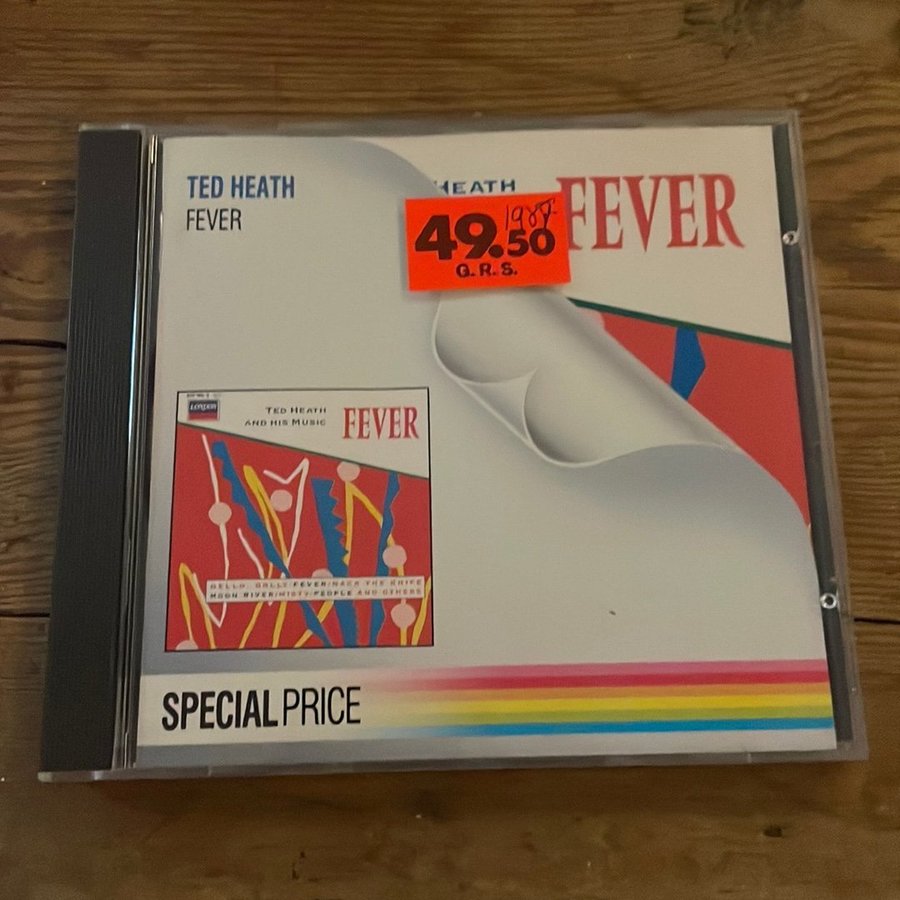 TED HEATH
FEVER
HEATH
FEVER
1987
49.50
G.R.S.
LONDON
TED HEATH
AND HIS MUSIC
FEVER
HELLO, DOLLY/FEVER/MACK THE KNIFE
MOON RIVER/MISTY/PEOPLE AND OTHERS
SPECIAL PRICE